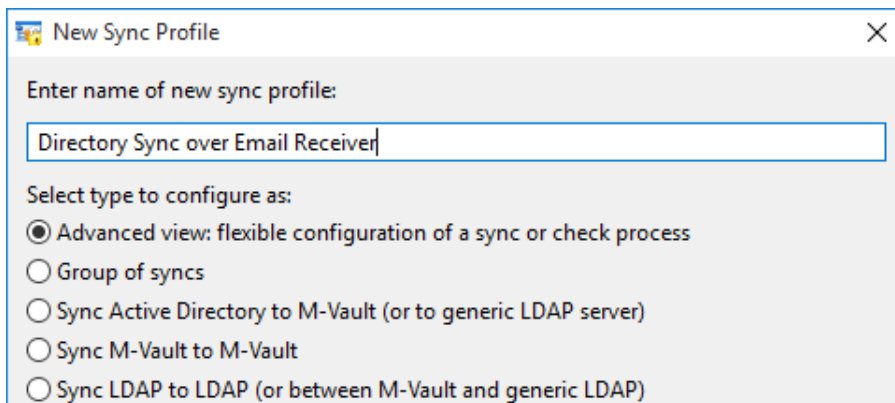 New Sync Profile
Enter name of new sync profile:
Directory Sync over Email Receiver
Select type to configure as:
Advanced view: flexible configuration of a sync or check process
Group of syncs
Sync Active Directory to M-Vault (or to generic LDAP server)
Sync M-Vault to M-Vault
Sync LDAP to LDAP (or between M-Vault and generic LDAP)